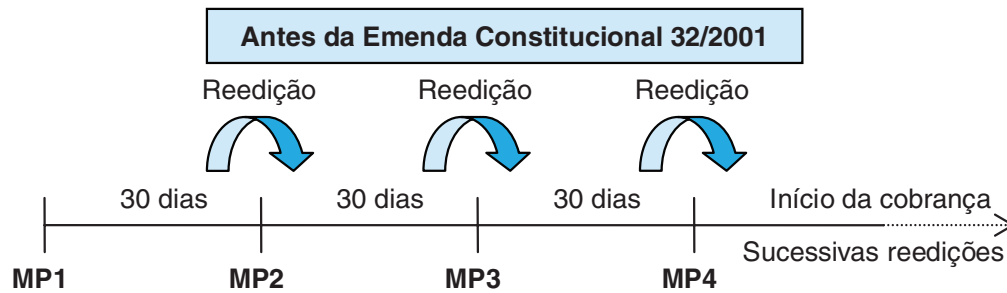 Antes da Emenda Constitucional 32/2001
Reedição Reedição Reedição
30 dias 30 dias 30 dias Início da cobrança
Sucessivas reedições
MP1 MP2 MP3 MP4